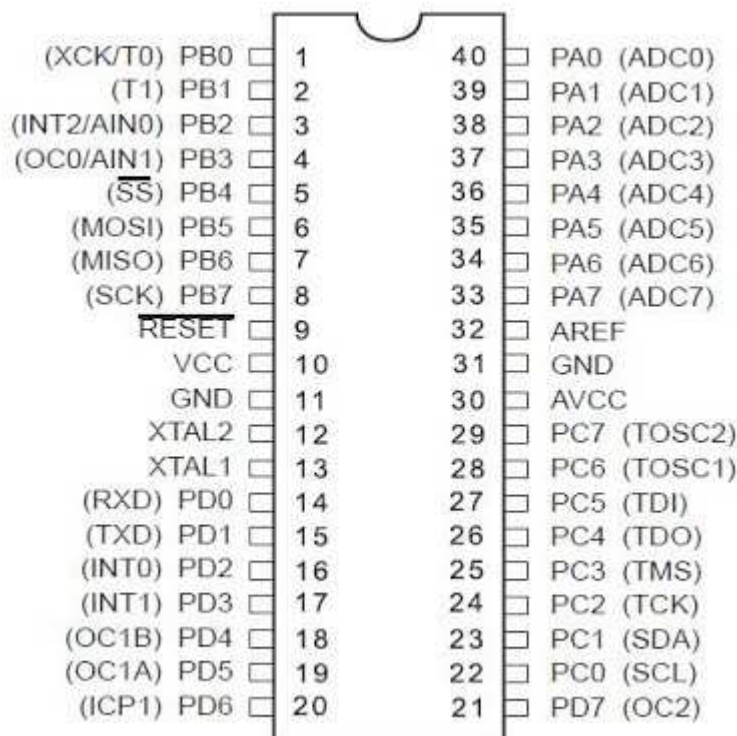 (XCK/T0) PB0 1 40 PA0 (ADC0)
(T1) PB1 2 39 PA1 (ADC1)
(INT2/AIN0) PB2 3 38 PA2 (ADC2)
(OC0/AIN1) PB3 4 37 PA3 (ADC3)
(SS) PB4 5 36 PA4 (ADC4)
(MOSI) PB5 6 35 PA5 (ADC5)
(MISO) PB6 7 34 PA6 (ADC6)
(SCK) PB7 8 33 PA7 (ADC7)
RESET 9 32 AREF
VCC 10 31 GND
GND 11 30 AVCC
XTAL2 12 29 PC7 (TOSC2)
XTAL1 13 28 PC6 (TOSC1)
(RXD) PD0 14 27 PC5 (TDI)
(TXD) PD1 15 26 PC4 (TDO)
(INT0) PD2 16 25 PC3 (TMS)
(INT1) PD3 17 24 PC2 (TCK)
(OC1B) PD4 18 23 PC1 (SDA)
(OC1A) PD5 19 22 PC0 (SCL)
(ICP1) PD6 20 21 PD7 (OC2)